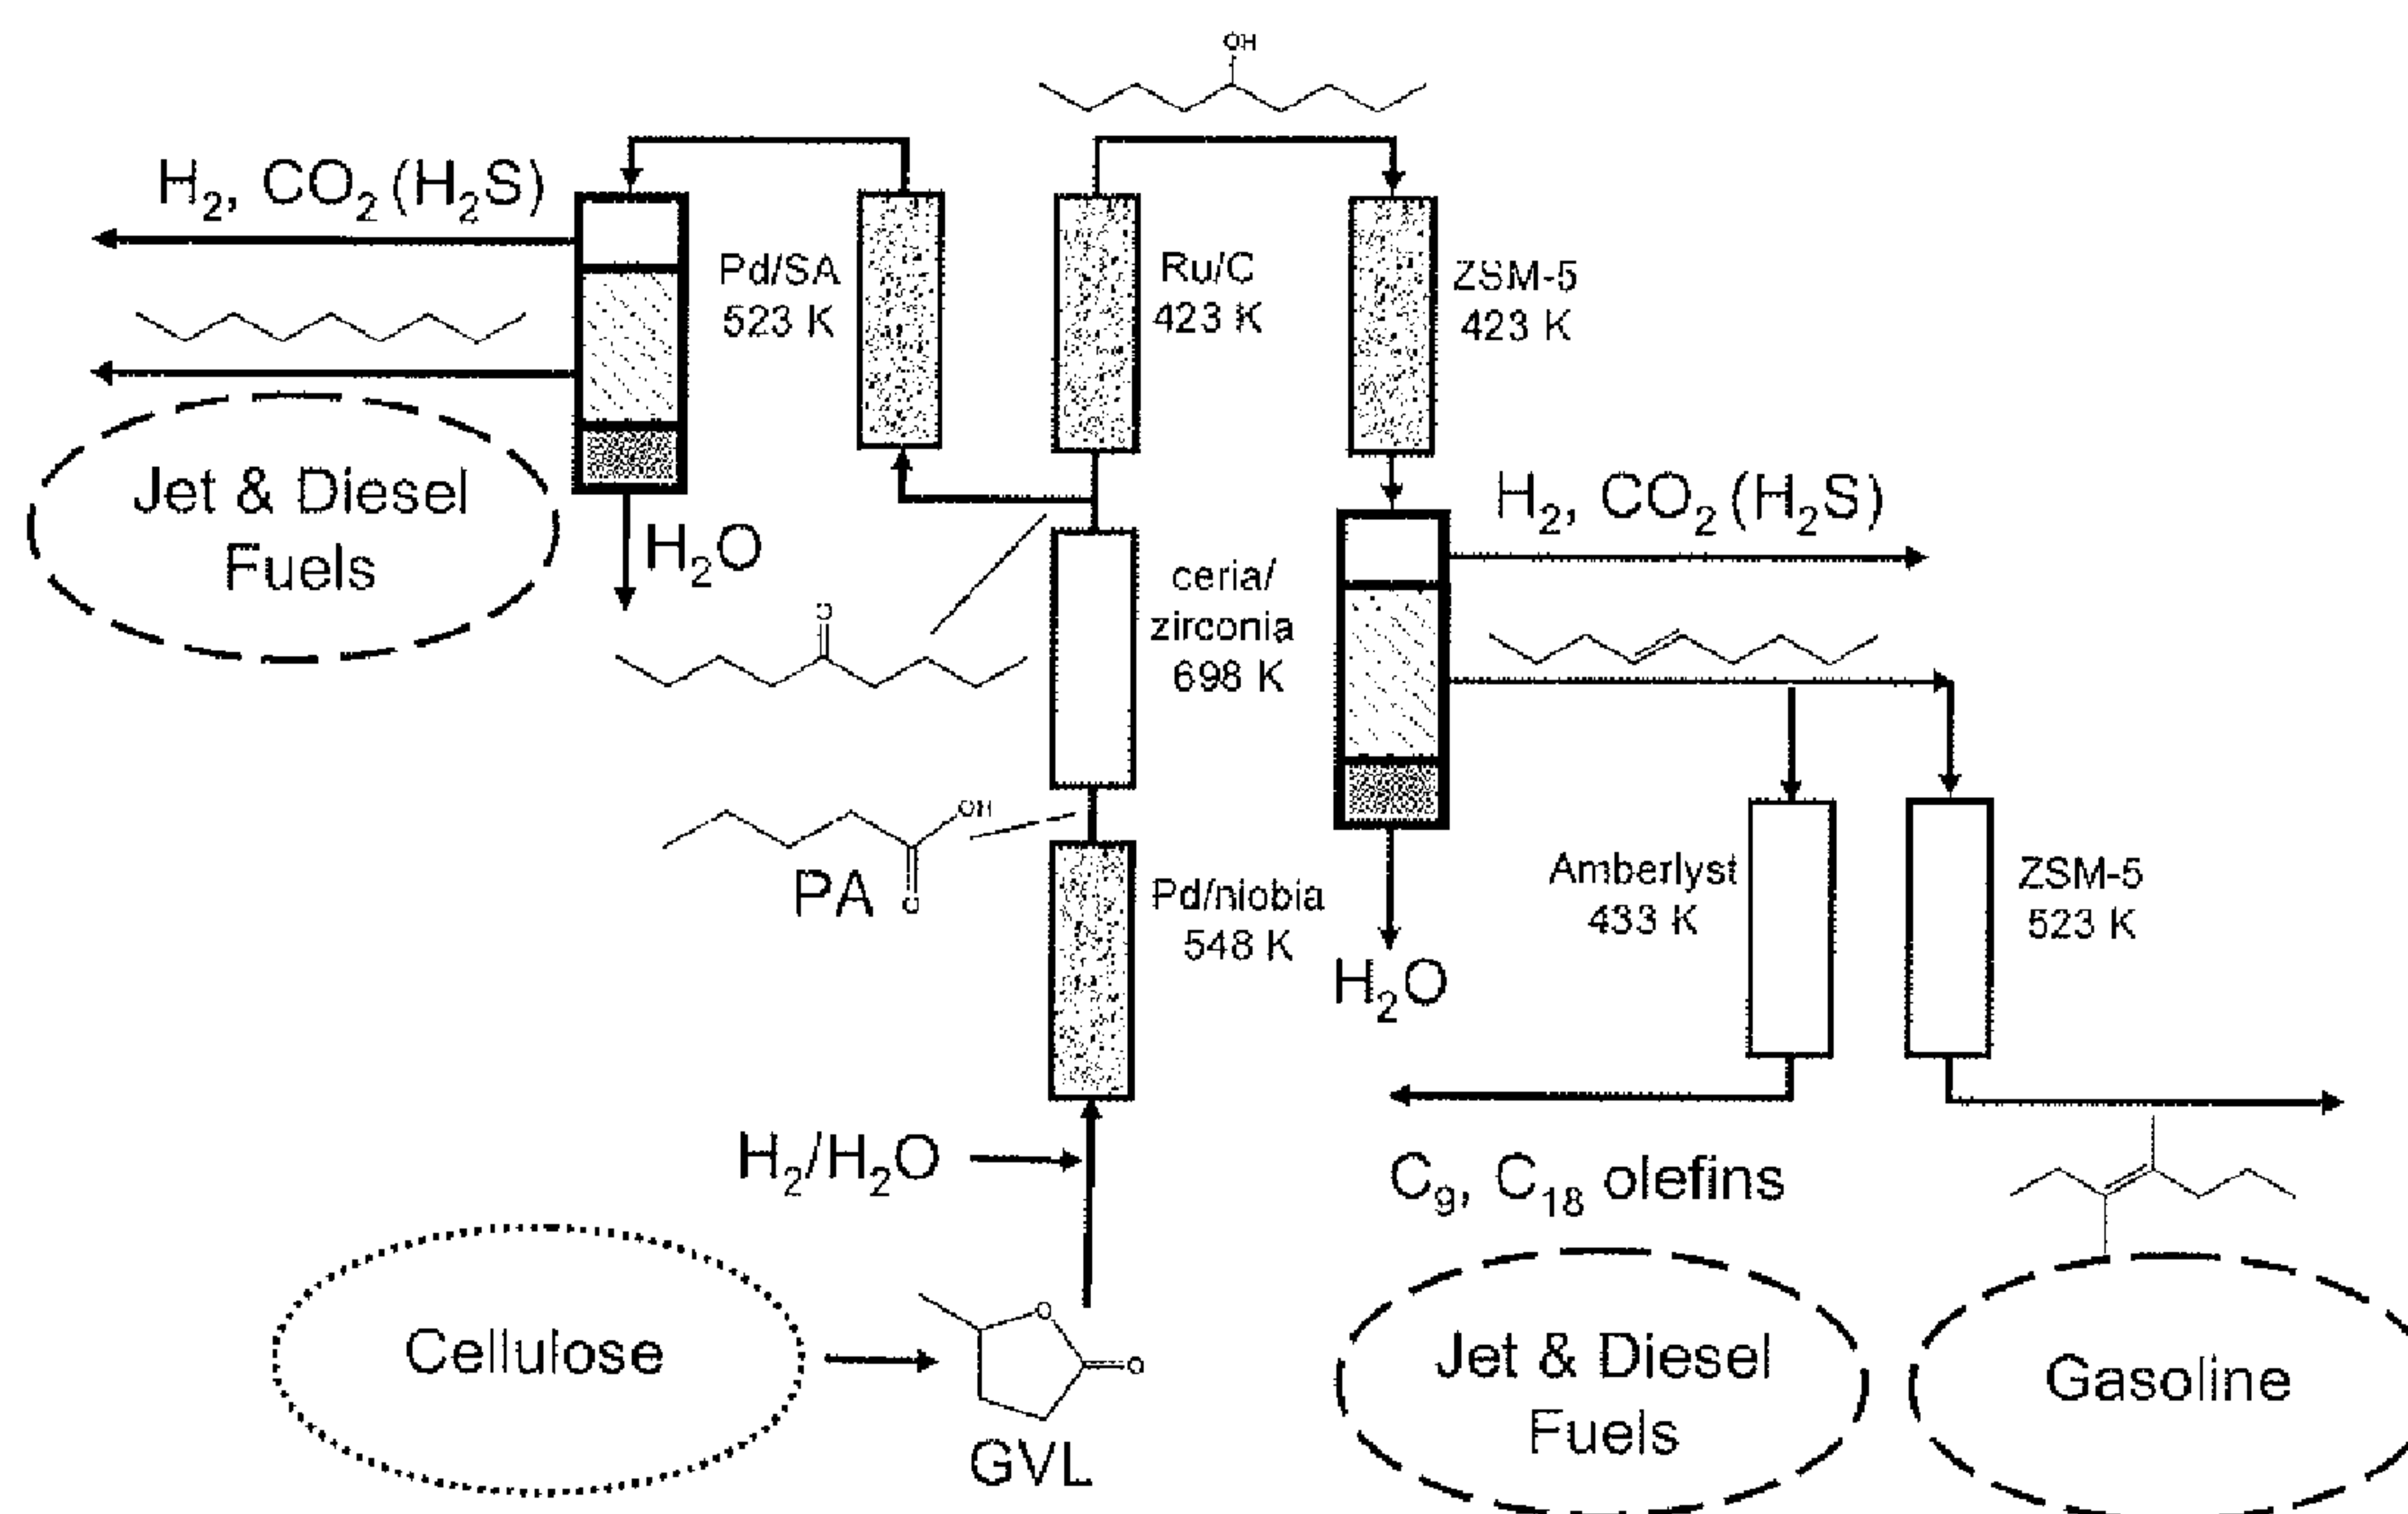 OH
H₂, CO₂ (H₂S)
Pd/SA
523 K
Ru/C
423 K
ZSM-5
423 K
Jet & Diesel
Fuels
H₂O
H₂, CO₂ (H₂S)
ceria/
zirconia
698 K
O
OH
O
PA
Pd/niobia
548 K
Amberlyst
433 K
ZSM-5
523 K
H₂O
H₂/H₂O
C₉, C₁₈ olefins
Cellulose
O
O
GVL
Jet & Diesel
Fuels
Gasoline